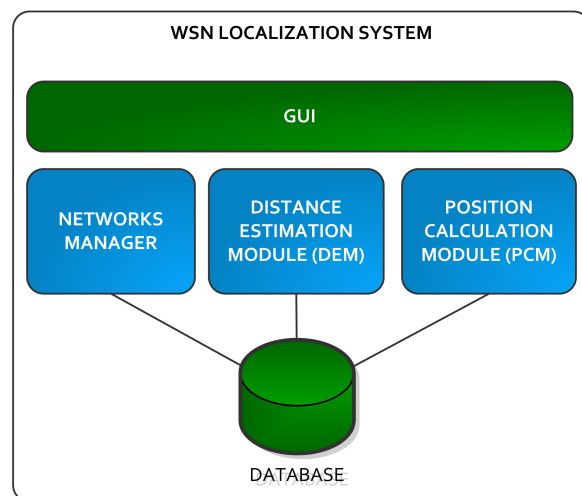 WSN LOCALIZATION SYSTEM
GUI
NETWORKS
MANAGER
DISTANCE
ESTIMATION
MODULE (DEM)
POSITION
CALCULATION
MODULE (PCM)
DATABASE